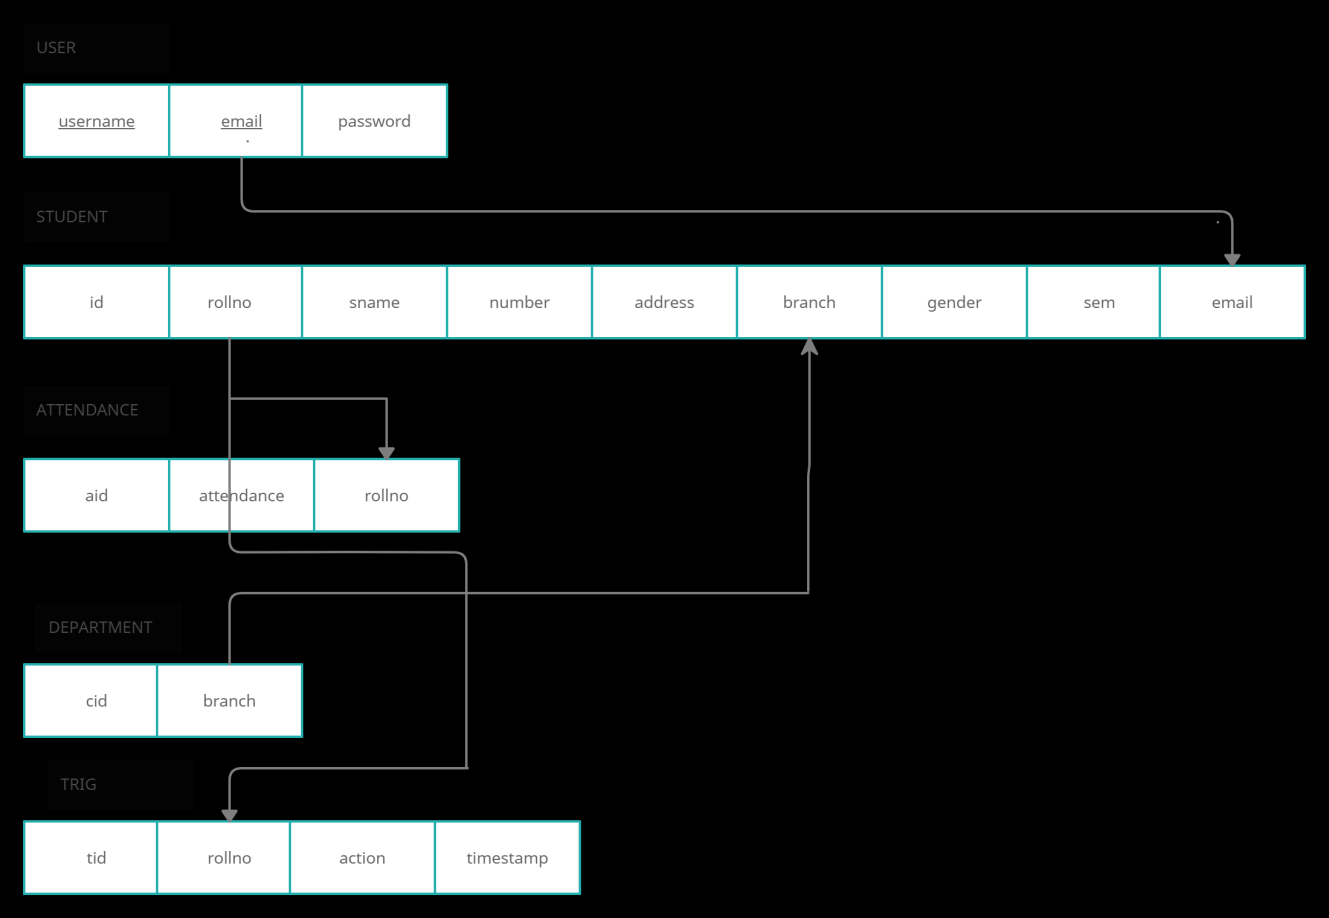 USER
username email password
STUDENT
id rollno sname number address branch gender sem email
ATTENDANCE
aid attendance rollno
DEPARTMENT
cid branch
TRIG
tid rollno action timestamp